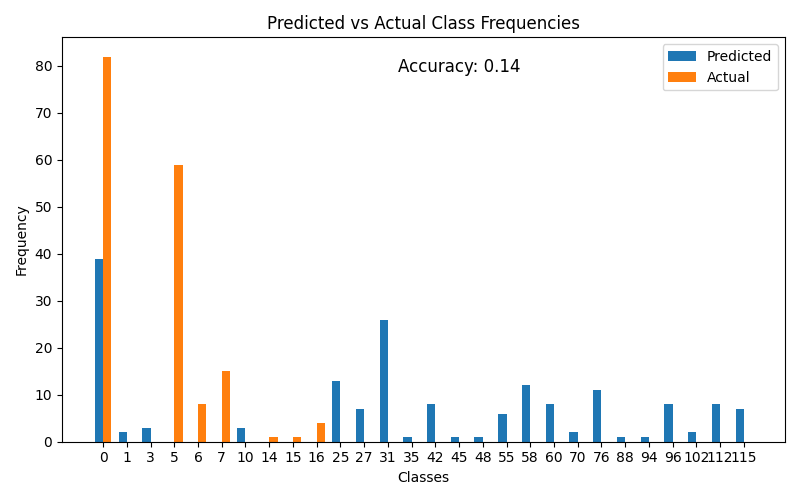 Predicted vs Actual Class Frequencies
Accuracy: 0.14
Predicted
Actual
Frequency
80
70
60
50
40
30
20
10
0
0 1 3 5 6 7 10 14 15 16 25 27 31 35 42 45 48 55 58 60 70 76 88 94 96 102 112 115
Classes